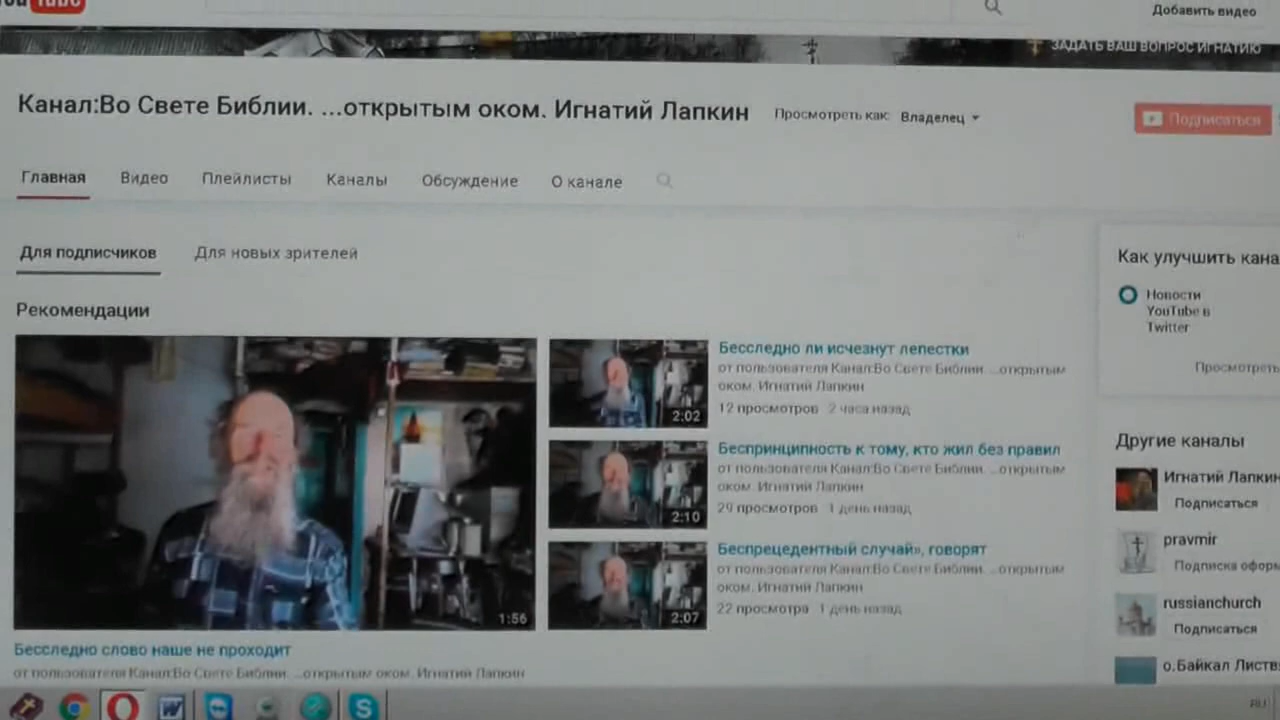 You Tube
Добавить видео
ЗАДАТЬ ВАШ ВОПРОС ИГНАТИЮ
Канал:Во Свете Библии. ...открытым оком. Игнатий Лапкин
Просмотреть как: Владелец
Подписаться
Главная Видео Плейлисты Каналы Обсуждение О канале
Для подписчиков Для новых зрителей
Рекомендации
1:56
Бесследно слово наше не проходит
от пользователя Канал:Во Свете Библии. ...открытым оком. Игнатий Лапкин
2:02
Бесследно ли исчезнут лепестки
от пользователя Канал:Во Свете Библии. ...открытым
оком. Игнатий Лапкин
12 просмотров 2 часа назад
2:10
Беспринципность к тому, кто жил без правил
от пользователя Канал:Во Свете Библии. ...открытым
оком. Игнатий Лапкин
29 просмотров 1 день назад
2:07
Беспрецедентный случай», говорят
от пользователя Канал:Во Свете Библии. ...открытым
оком. Игнатий Лапкин
22 просмотра 1 день назад
Как улучшить кана
Новости
YouTube в
Twitter
Просмотреть
Другие каналы
Игнатий Лапкин
Подписаться
pravmir
Подписка оформ
russianchurch
Подписаться
о.Байкал Листв
RU